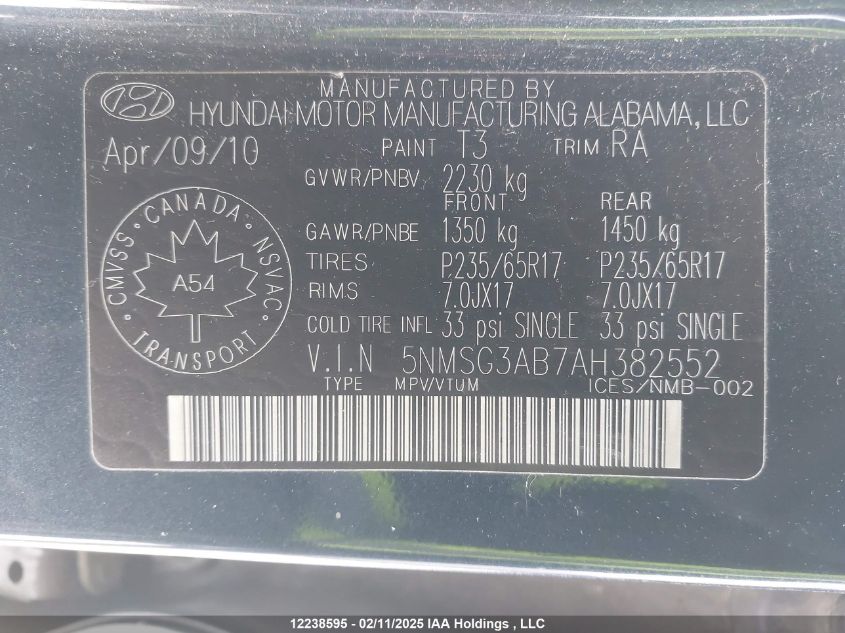 MANUFACTURED BY
HYUNDAI MOTOR MANUFACTURING ALABAMA, LLC
Apr/09/10 PAINT T3 TRIM RA
GVWR/PNBV 2230 kg
FRONT REAR
GAWR/PNBE 1350 kg 1450 kg
TIRES P235/65R17 P235/65R17
RIMS 7.0JX17 7.0JX17
COLD TIRE INFL 33 psi SINGLE 33 psi SINGLE
V.I.N 5NMSG3AB7AH382552
TYPE MPV/VTUM ICES/NMB-002
CMVSS · CANADA · NSVAC
A54
TRANSPORT
12238595 - 02/11/2025 IAA Holdings , LLC